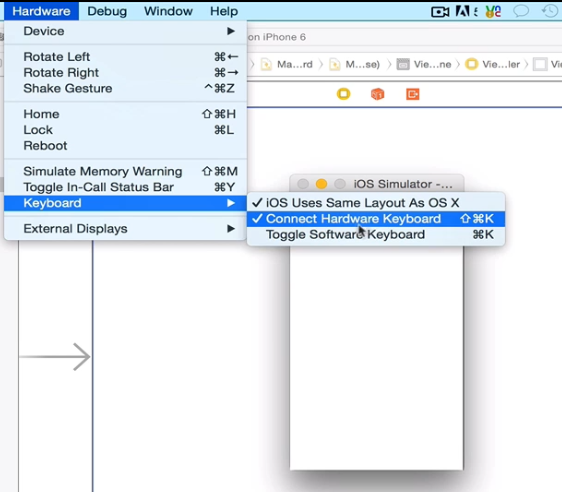 Hardware Debug Window Help
Device
on iPhone 6
Rotate Left ⌘←
Ma...rd M...se) Vie...ne Vie...ler Vi
Rotate Right ⌘→
Shake Gesture ^⌘Z
Home ⇧⌘H
Lock ⌘L
Reboot
Simulate Memory Warning ⇧⌘M
Toggle In-Call Status Bar ⌘Y
Keyboard
External Displays
iOS Simulator -...
✓ iOS Uses Same Layout As OS X
✓ Connect Hardware Keyboard ⇧⌘K
Toggle Software Keyboard ⌘K